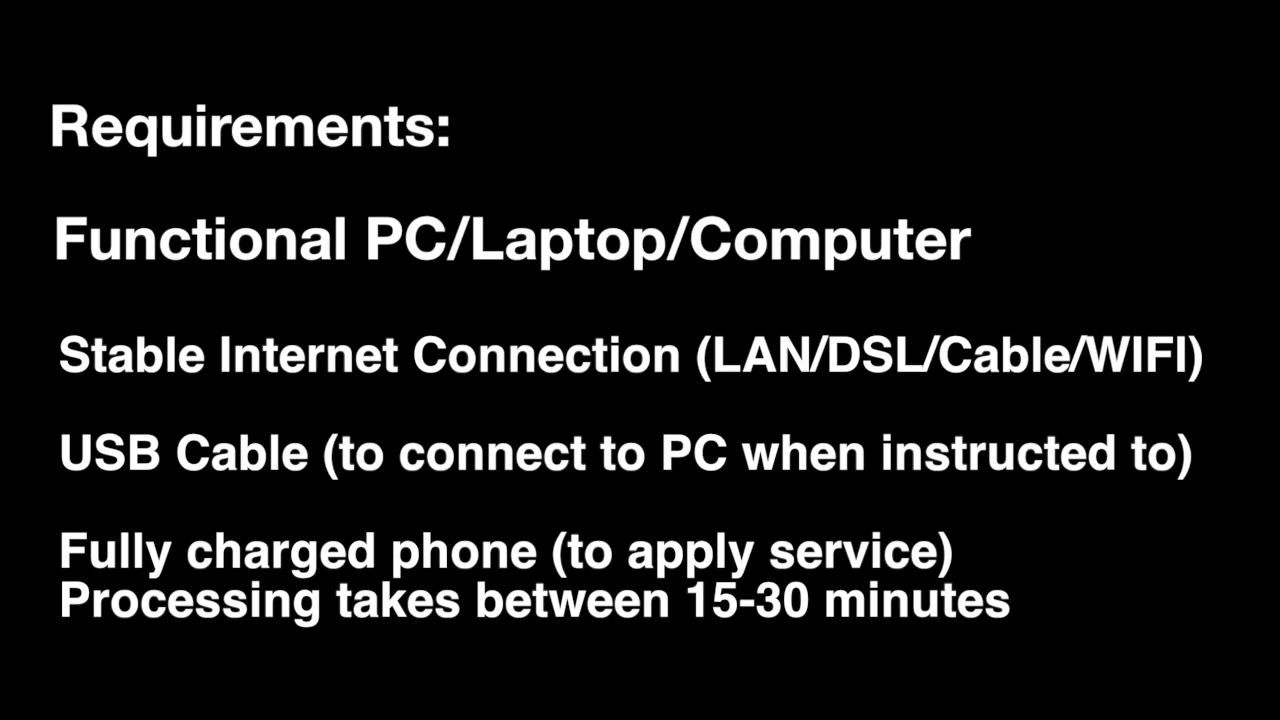 Requirements:
Functional PC/Laptop/Computer
Stable Internet Connection (LAN/DSL/Cable/WIFI)
USB Cable (to connect to PC when instructed to)
Fully charged phone (to apply service)
Processing takes between 15-30 minutes